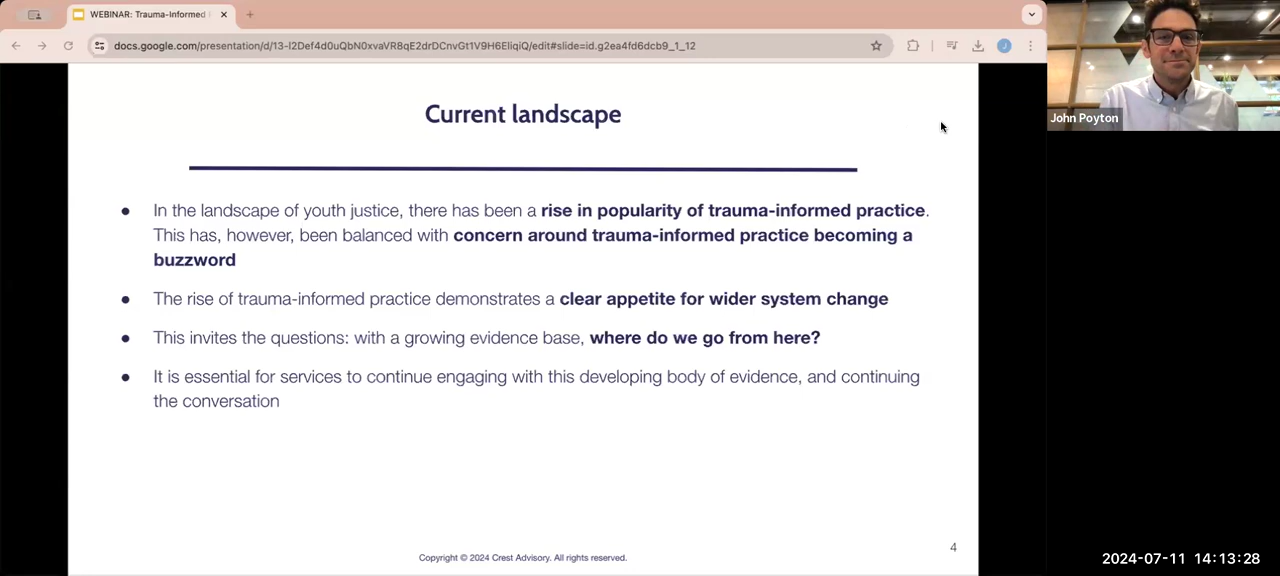 WEBINAR: Trauma-Informed
docs.google.com/presentation/d/13-I2Def4d0uQbN0xvaVR8qE2drDCnvGt1V9H6EliqiQ/edit#slide=id.g2ea4fd6dcb9_1_12
J
John Poyton
Current landscape
● In the landscape of youth justice, there has been a rise in popularity of trauma-informed practice.
This has, however, been balanced with concern around trauma-informed practice becoming a
buzzword
● The rise of trauma-informed practice demonstrates a clear appetite for wider system change
● This invites the questions: with a growing evidence base, where do we go from here?
● It is essential for services to continue engaging with this developing body of evidence, and continuing
the conversation
4
Copyright © 2024 Crest Advisory. All rights reserved.
2024-07-11 14:13:28